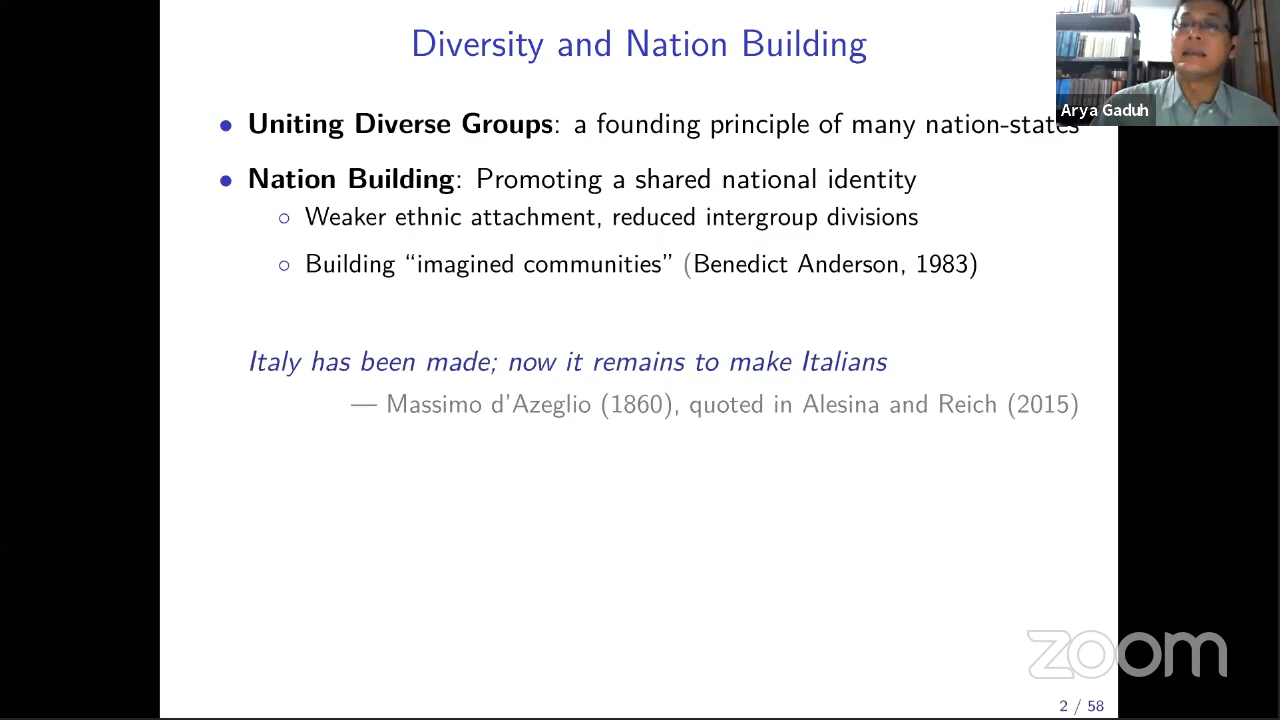 Diversity and Nation Building
Arya Gaduh
• Uniting Diverse Groups: a founding principle of many nation-states
• Nation Building: Promoting a shared national identity
○ Weaker ethnic attachment, reduced intergroup divisions
○ Building “imagined communities” (Benedict Anderson, 1983)
Italy has been made; now it remains to make Italians
— Massimo d'Azeglio (1860), quoted in Alesina and Reich (2015)
zoom
2 / 58